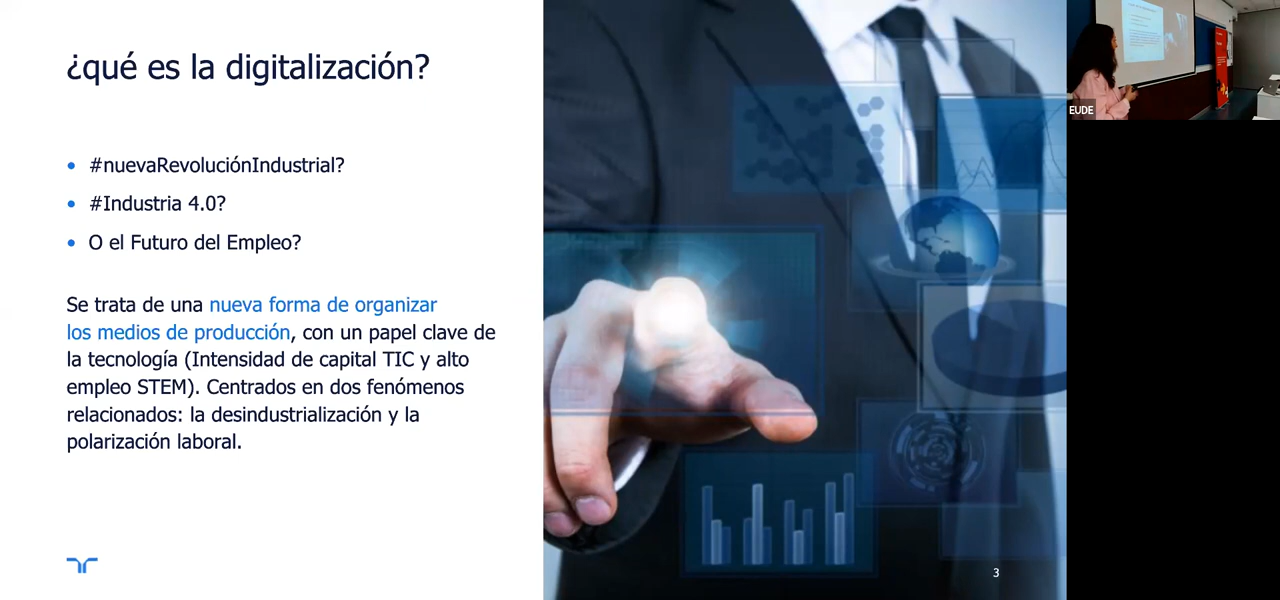 ¿qué es la digitalización?
#nuevaRevoluciónIndustrial?
#Industria 4.0?
O el Futuro del Empleo?
Se trata de una nueva forma de organizar
los medios de producción, con un papel clave de
la tecnología (Intensidad de capital TIC y alto
empleo STEM). Centrados en dos fenómenos
relacionados: la desindustrialización y la
polarización laboral.
3
EUDE